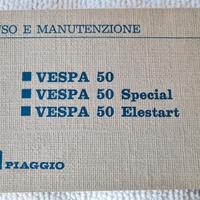 USO E MANUTENZIONE
VESPA 50
VESPA 50 Special
VESPA 50 Elestart
PIAGGIO